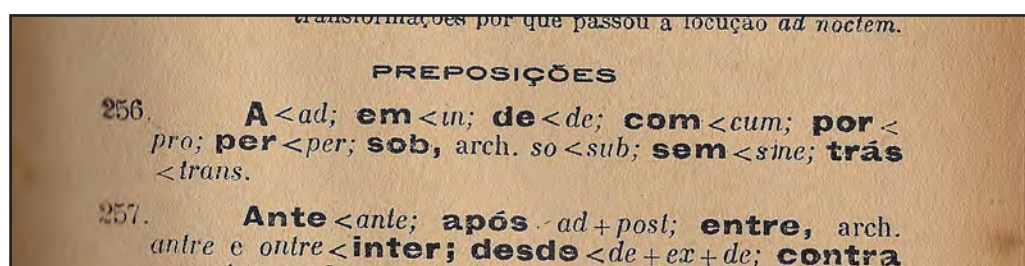 transformações por que passou a locução ad noctem.
PREPOSIÇÕES
256. A < ad; em < in; de < de; com < cum; por <
pro; per < per; sob, arch. so < sub; sem < sine; trás
< trans.
257. Ante < ante; após ad + post; entre, arch.
antre e ontre < inter; desde < de + ex + de; contra